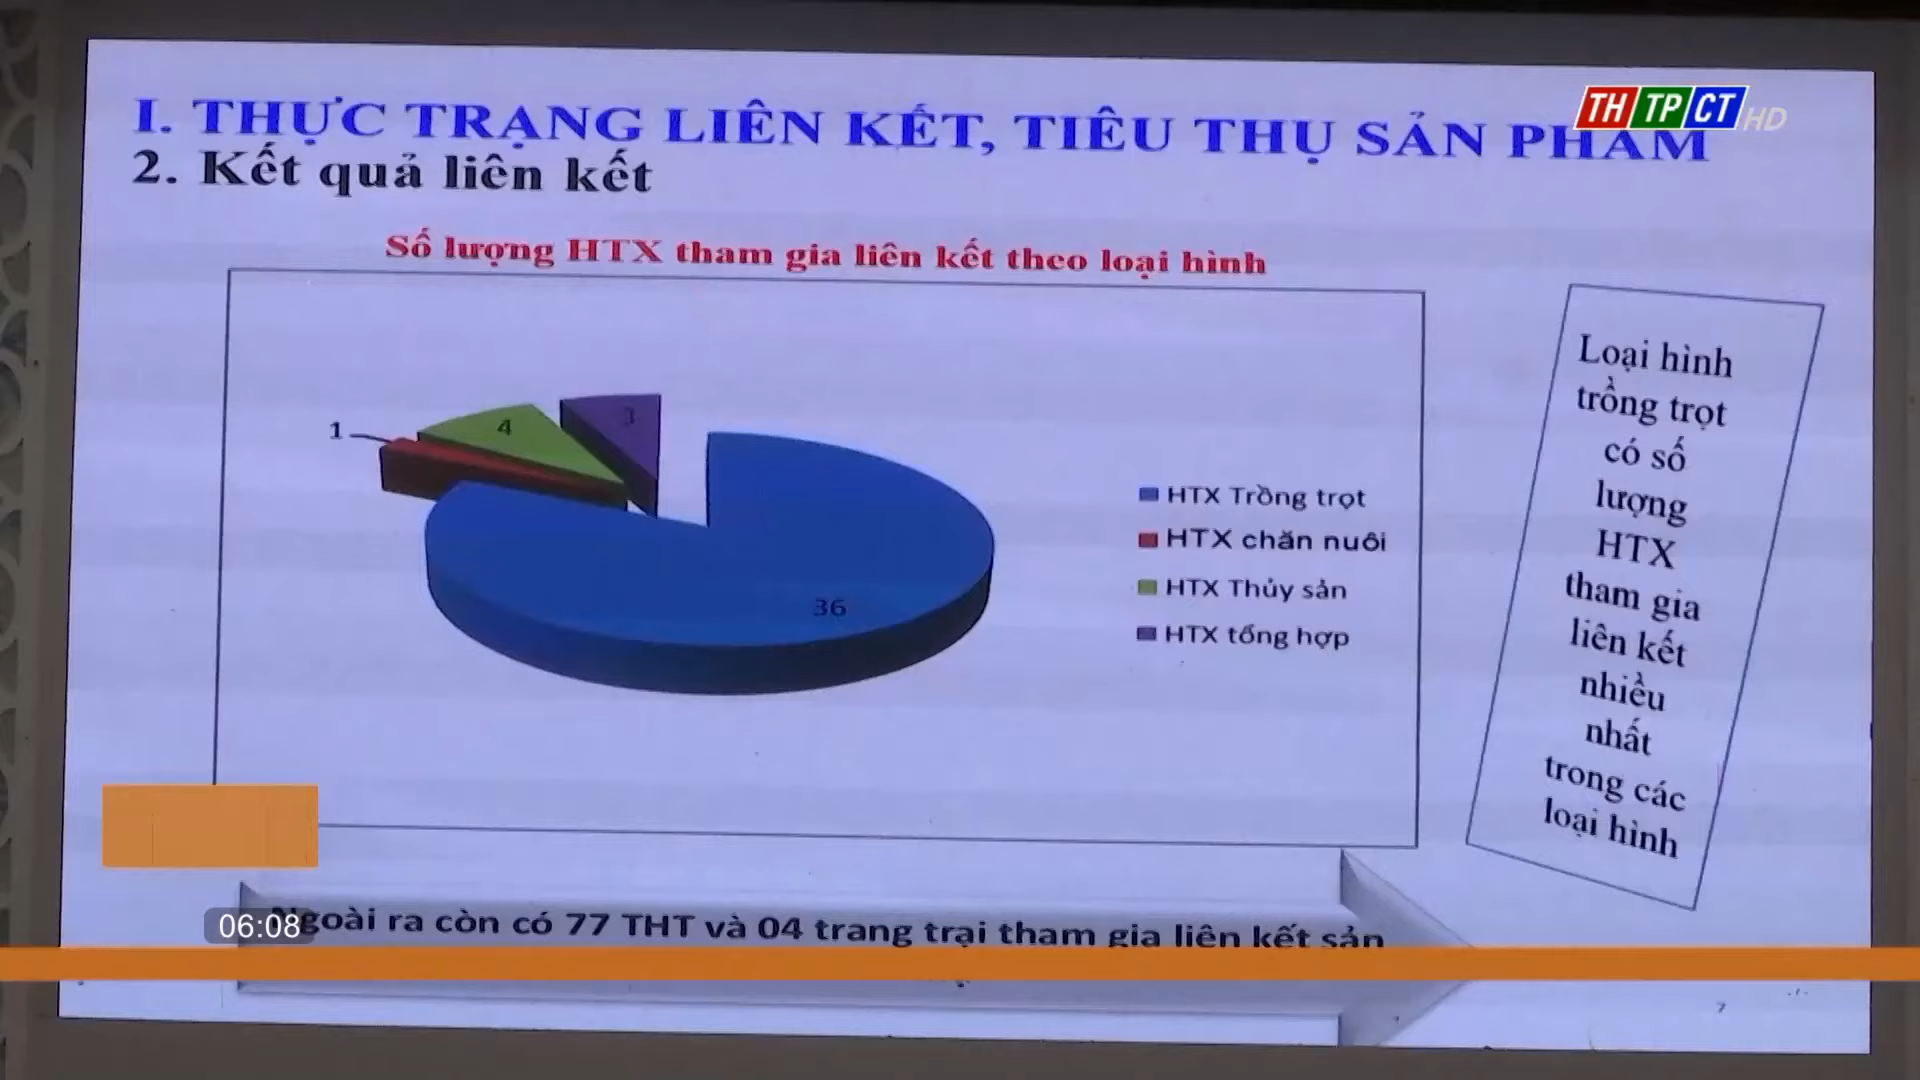 I. THỰC TRẠNG LIÊN KẾT, TIÊU THỤ SẢN PHẨM
THTPCT HD
2. Kết quả liên kết
Số lượng HTX tham gia liên kết theo loại hình
1
4
3
36
HTX Trồng trọt
HTX chăn nuôi
HTX Thủy sản
HTX tổng hợp
Loại hình
trồng trọt
có số
lượng
HTX
tham gia
liên kết
nhiều
nhất
trong các
loại hình
Ngoài ra còn có 77 THT và 04 trang trại tham gia liên kết sản
06:08
7